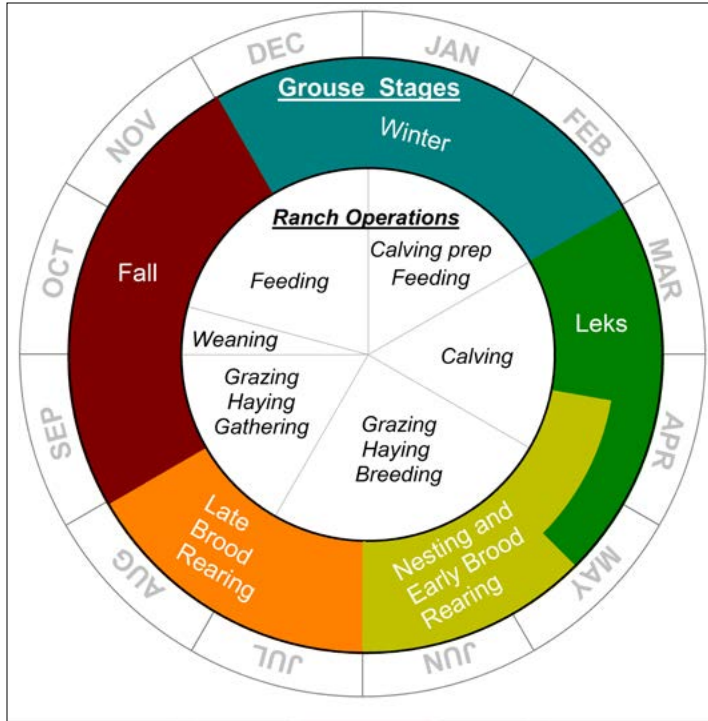 DEC
JAN
FEB
MAR
APR
MAY
JUN
JUL
AUG
SEP
OCT
NOV
Grouse Stages
Winter
Leks
Nesting and
Early Brood
Rearing
Late
Brood
Rearing
Fall
Ranch Operations
Calving prep
Feeding
Calving
Grazing
Haying
Breeding
Grazing
Haying
Gathering
Weaning
Feeding